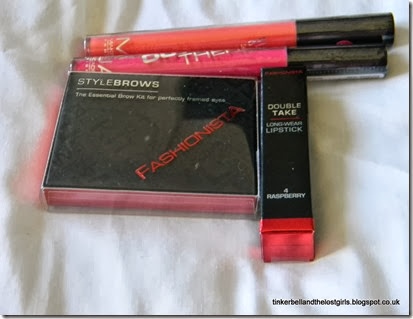 STYLEBROWS
The Essential Brow Kit for perfectly framed eyes
FASHIONISTA
FASHIONISTA
DOUBLE
TAKE
LONG-WEAR
LIPSTICK
4
RASPBERRY
tinkerbellandthelostgirls.blogspot.co.uk